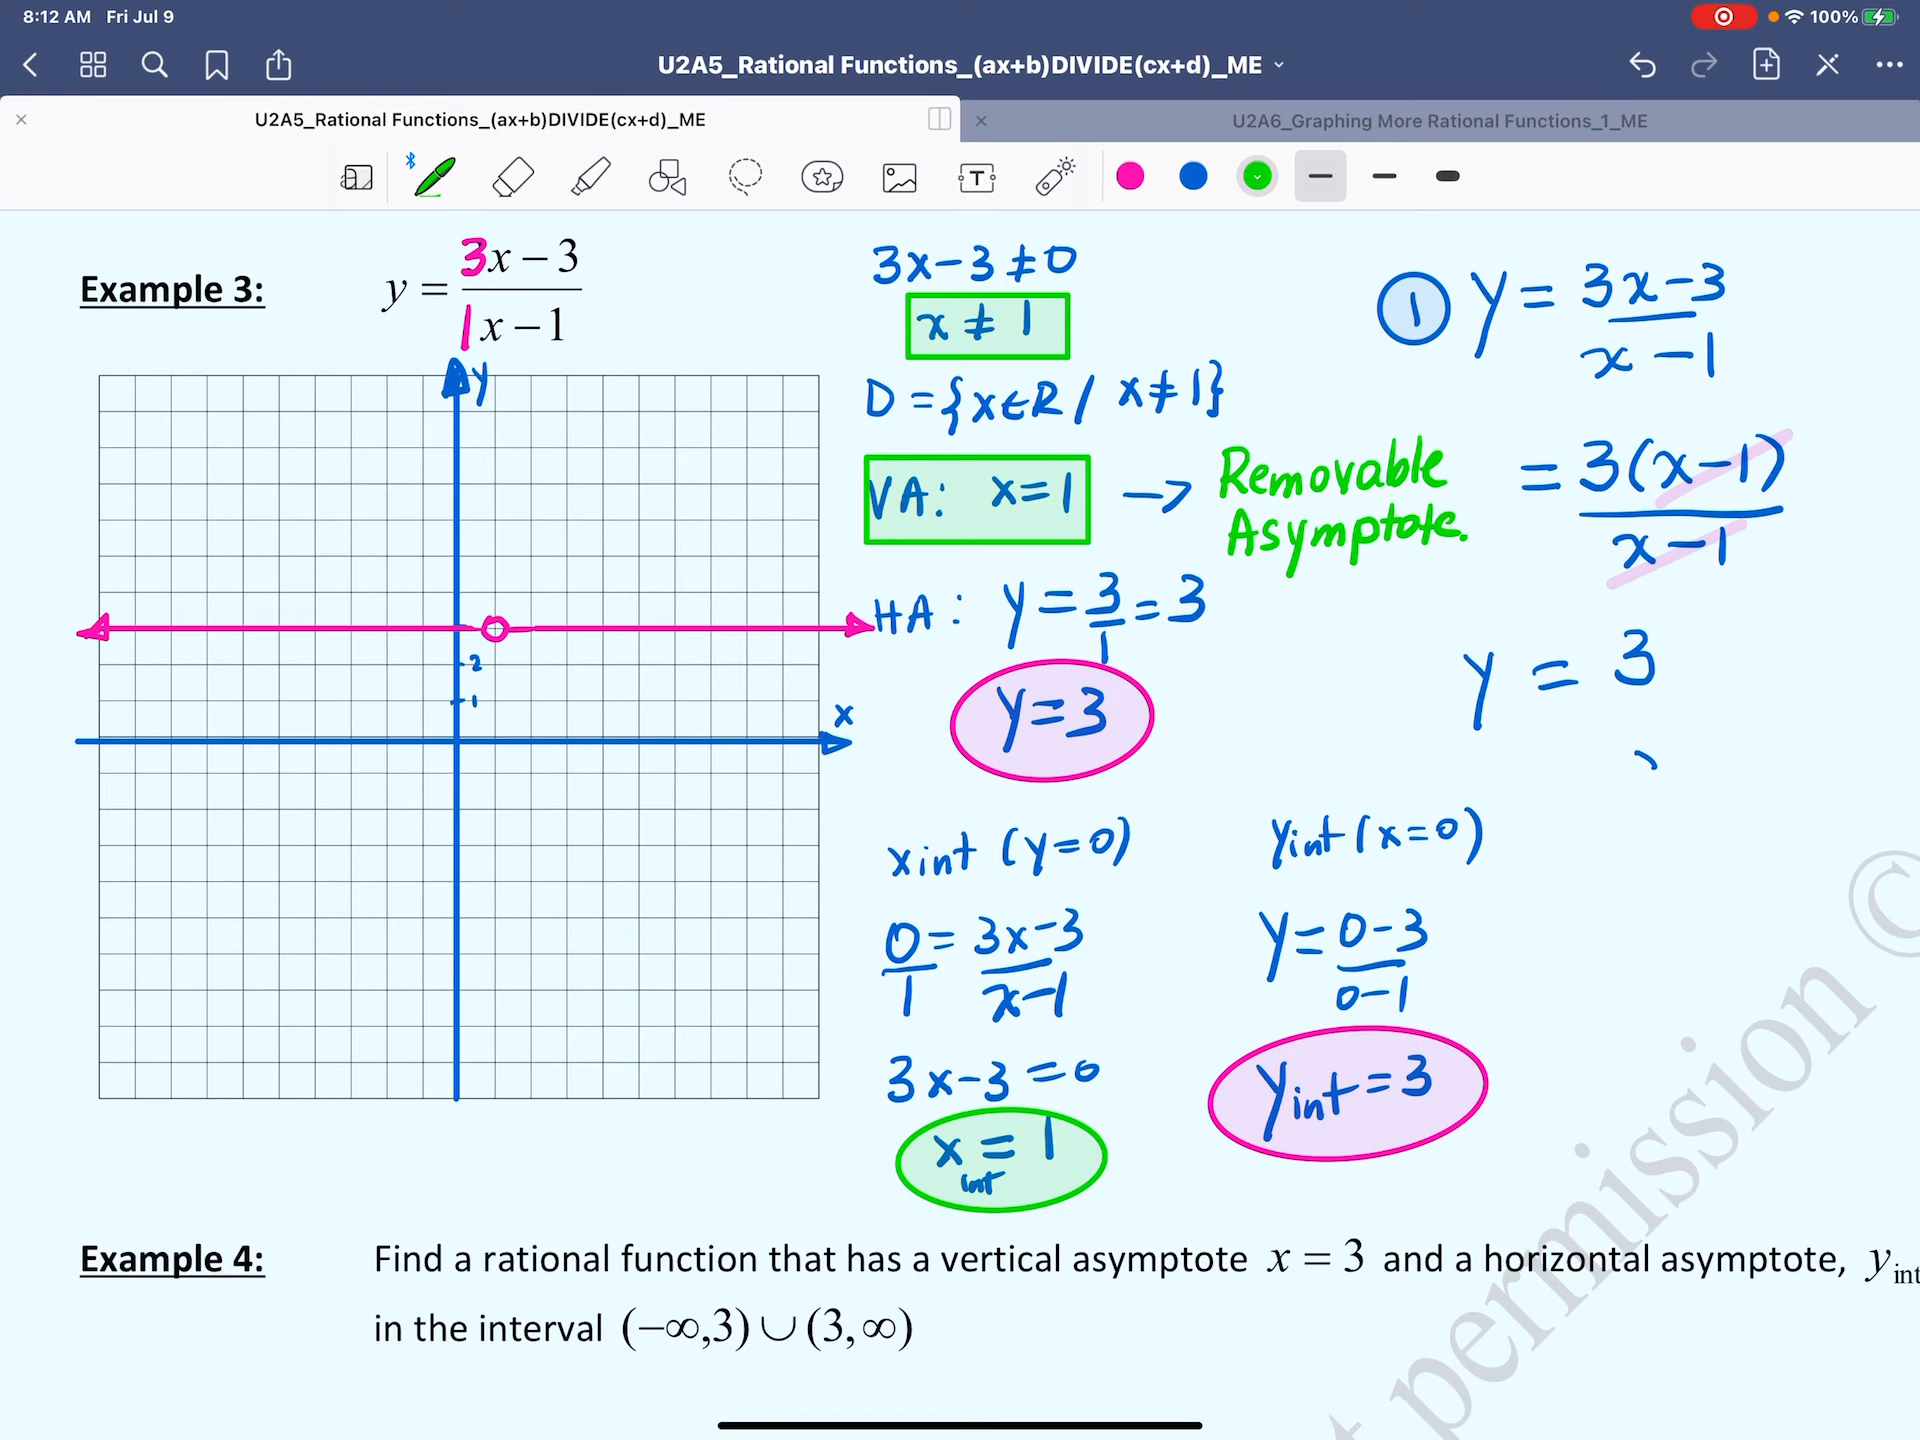 8:12 AM Fri Jul 9
100%
U2A5_Rational Functions_(ax+b)DIVIDE(cx+d)_ME
U2A5_Rational Functions_(ax+b)DIVIDE(cx+d)_ME
U2A6_Graphing More Rational Functions_1_ME
Example 3:
y = (3x − 3)/(1x − 1)
y
2
1
x
3x−3 ≠ 0
x ≠ 1
D = {x∈R / x≠1}
VA: x=1 → Removable Asymptote.
HA: y = 3/1 = 3
y=3
① y = (3x−3)/(x−1)
= 3(x−1)/(x−1)
y = 3
x int (y=0)
0/1 = (3x−3)/(x−1)
3x−3=0
x int = 1
yint (x=0)
y = (0−3)/(0−1)
yint = 3
Example 4:
Find a rational function that has a vertical asymptote x = 3 and a horizontal asymptote, y int
in the interval (−∞,3)∪(3,∞)
permission ©